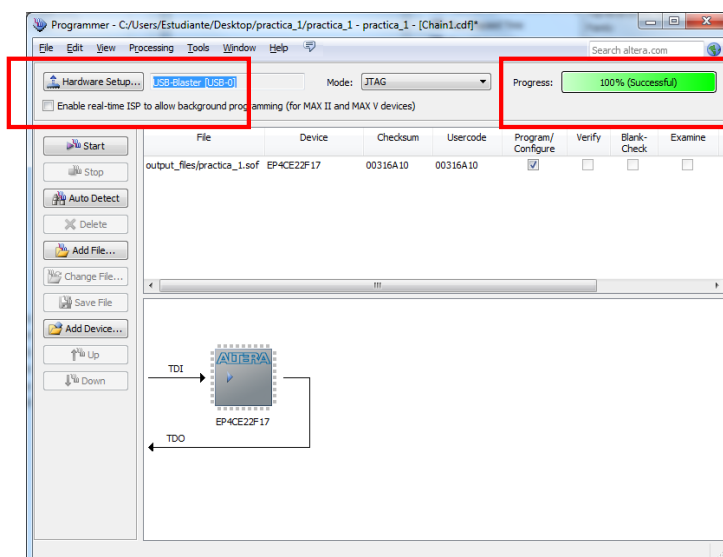 Programmer - C:/Users/Estudiante/Desktop/practica_1/practica_1 - practica_1 - [Chain1.cdf]*
File Edit View Processing Tools Window Help
Search altera.com
Hardware Setup... USB-Blaster [USB-0] Mode: JTAG Progress: 100% (Successful)
Enable real-time ISP to allow background programming (for MAX II and MAX V devices)
File Device Checksum Usercode Program/ Verify Blank- Examine
Configure Check
output_files/practica_1.sof EP4CE22F17 00316A10 00316A10
Start
Stop
Auto Detect
Delete
Add File...
Change File...
Save File
Add Device...
Up
Down
TDI
ALTERA
EP4CE22F17
TDO